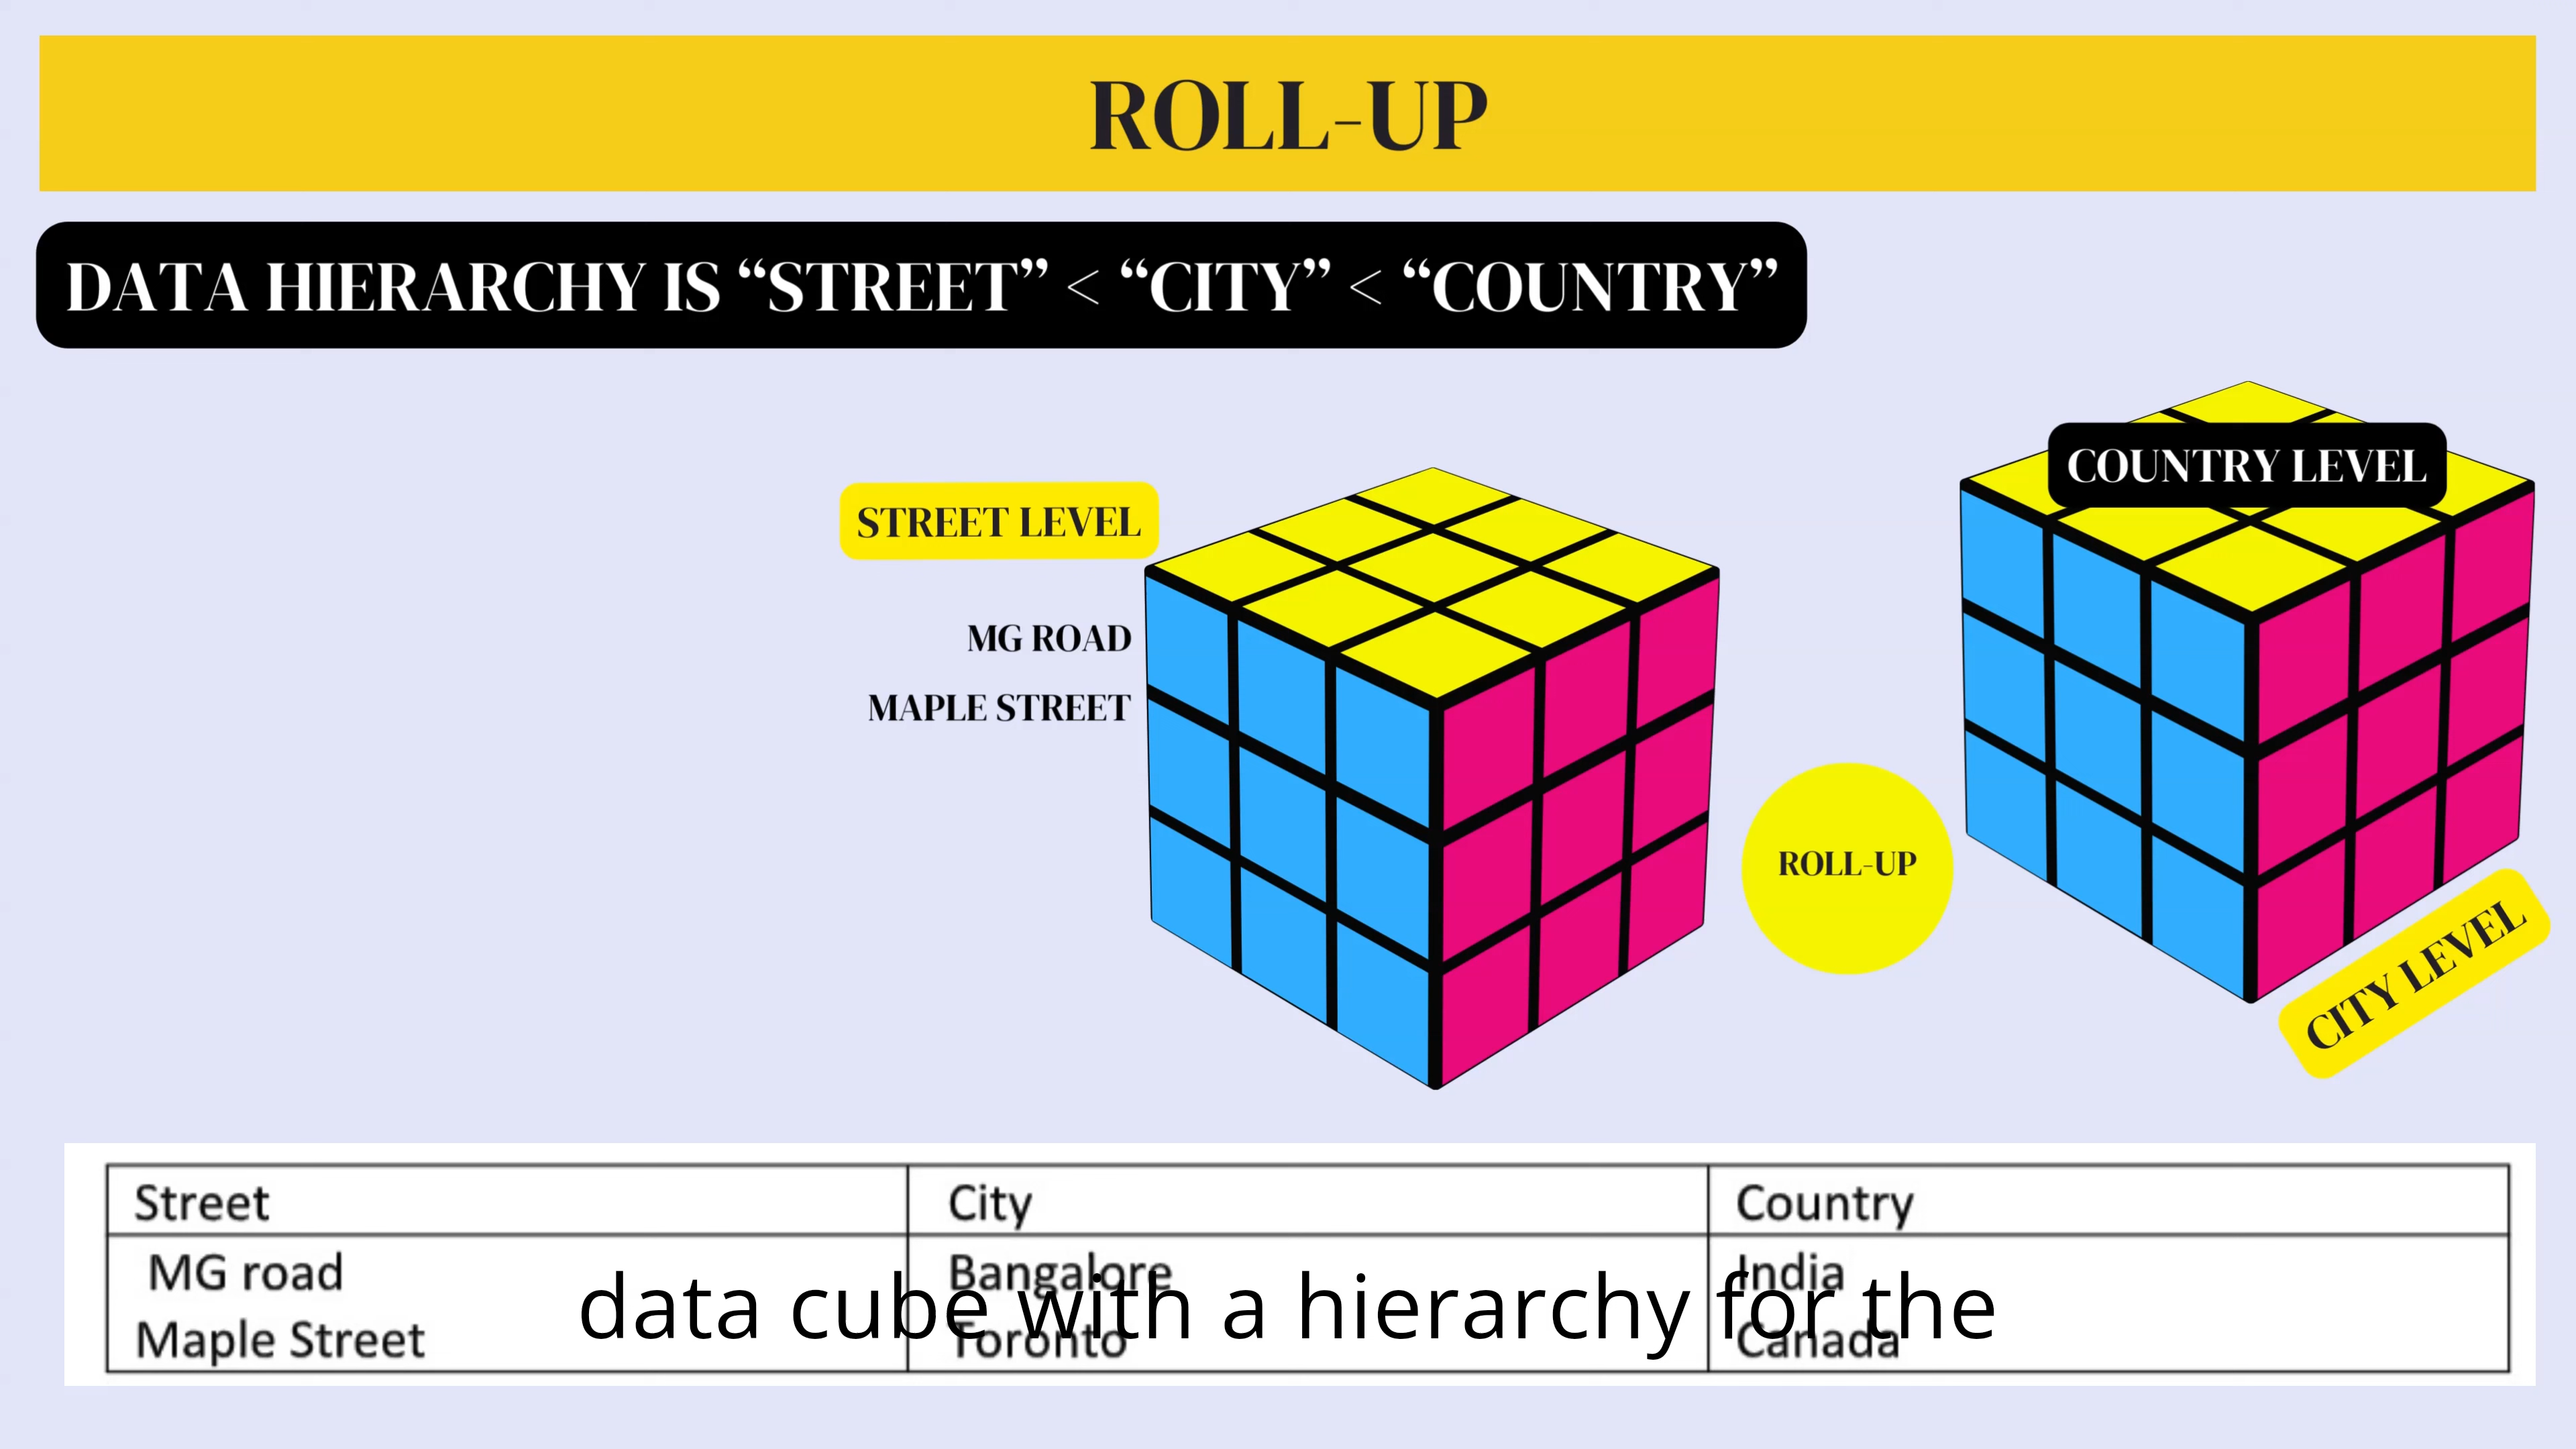 ROLL-UP
DATA HIERARCHY IS “STREET” < “CITY” < “COUNTRY”
COUNTRY LEVEL
STREET LEVEL
MG ROAD
MAPLE STREET
ROLL-UP
CITY LEVEL
Street City Country
MG road Bangalore India
data cube with a hierarchy for the
Maple Street Toronto Canada